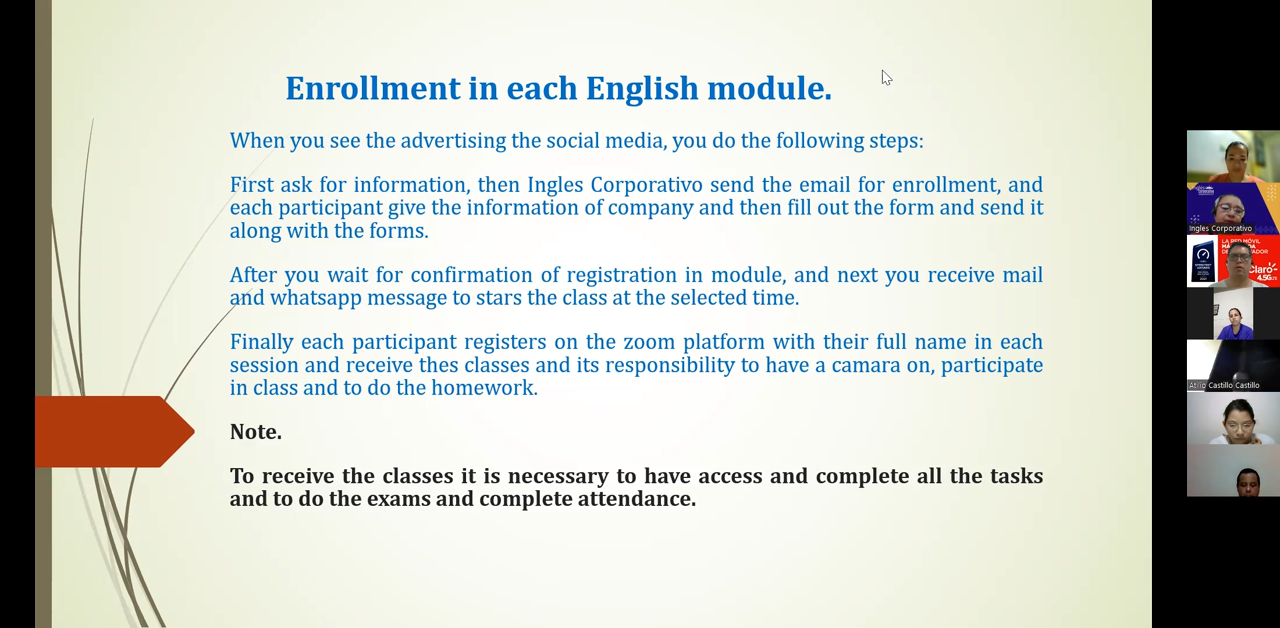 Enrollment in each English module.
When you see the advertising the social media, you do the following steps:
First ask for information, then Ingles Corporativo send the email for enrollment, and
each participant give the information of company and then fill out the form and send it
along with the forms.
After you wait for confirmation of registration in module, and next you receive mail
and whatsapp message to stars the class at the selected time.
Finally each participant registers on the zoom platform with their full name in each
session and receive thes classes and its responsibility to have a camara on, participate
in class and to do the homework.
Note.
To receive the classes it is necessary to have access and complete all the tasks
and to do the exams and complete attendance.
Ingles Corporativo
LA RED MÓVIL
Claro
4.5G
Castillo Castillo